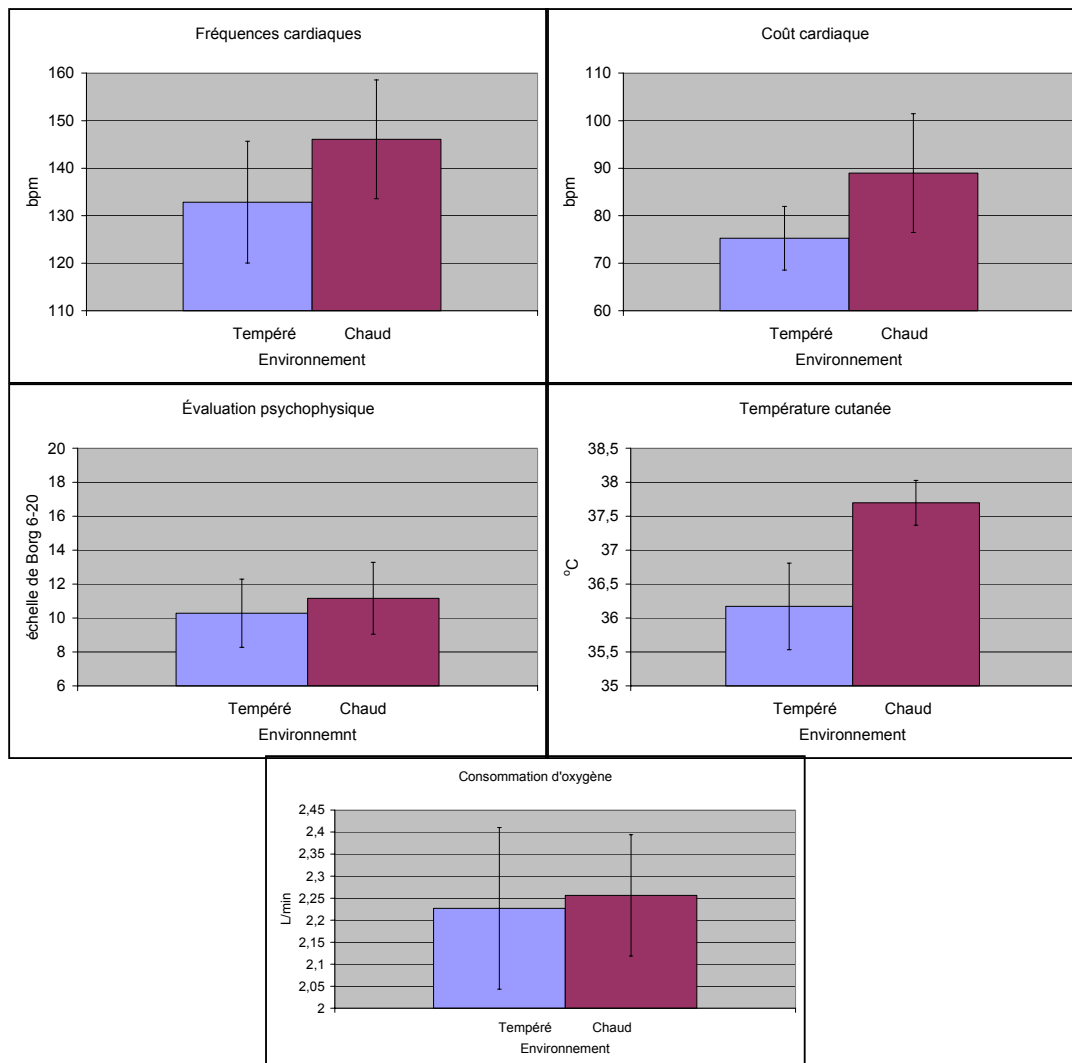 Fréquences cardiaques
160
150
140
130
120
110
bpm
Tempéré Chaud
Environnement
Coût cardiaque
110
100
90
80
70
60
bpm
Tempéré Chaud
Environnement
Évaluation psychophysique
20
18
16
14
12
10
8
6
échelle de Borg 6-20
Tempéré Chaud
Environnemnt
Température cutanée
38,5
38
37,5
37
36,5
36
35,5
35
ºC
Tempéré Chaud
Environnement
Consommation d'oxygène
2,45
2,4
2,35
2,3
2,25
2,2
2,15
2,1
2,05
2
L/min
Tempéré Chaud
Environnement